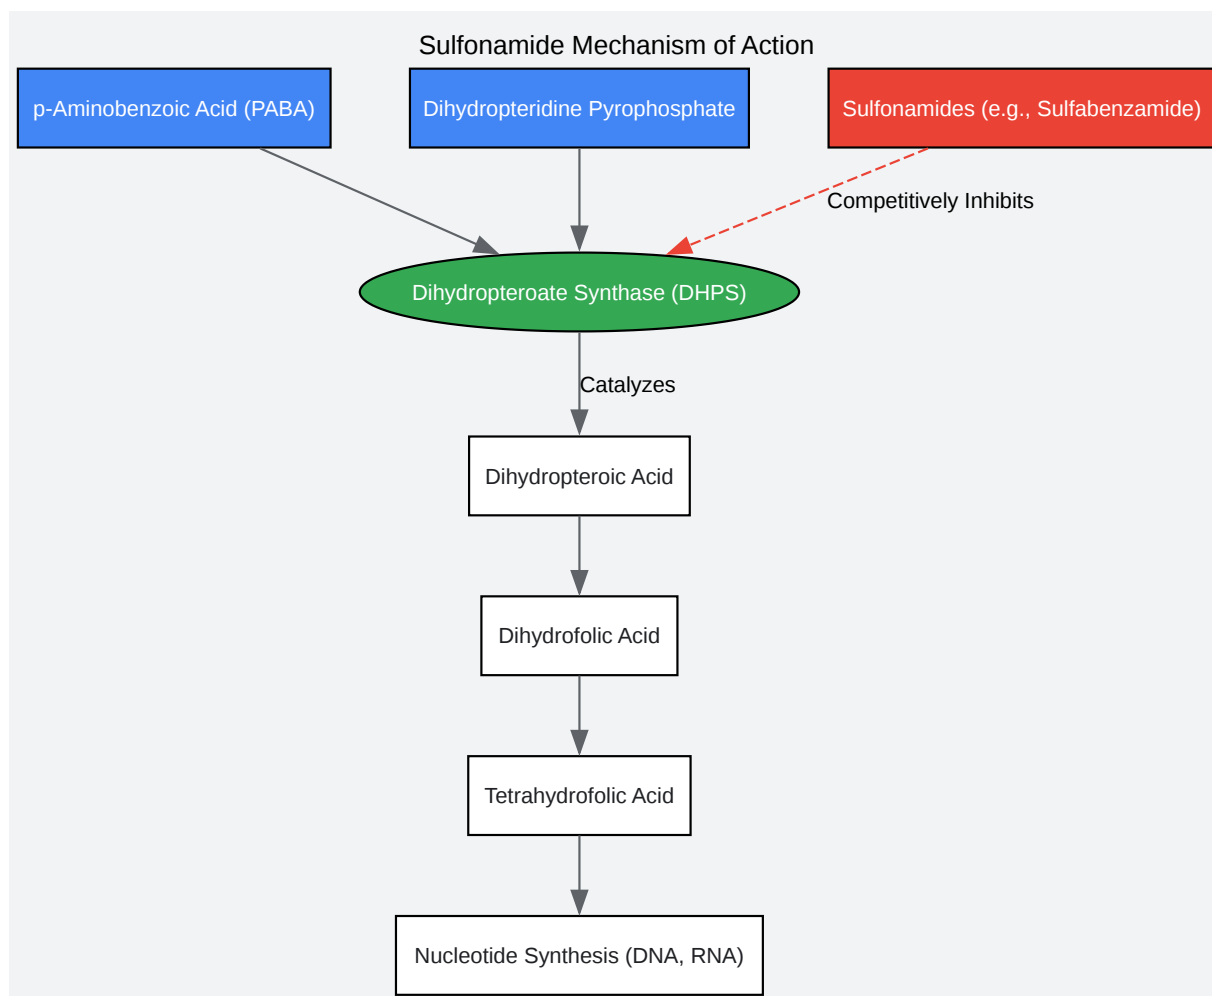 Sulfonamide Mechanism of Action
p-Aminobenzoic Acid (PABA)
Dihydropteridine Pyrophosphate
Sulfonamides (e.g., Sulfabenzamide)
Competitively Inhibits
Dihydropteroate Synthase (DHPS)
Catalyzes
Dihydropteroic Acid
Dihydrofolic Acid
Tetrahydrofolic Acid
Nucleotide Synthesis (DNA, RNA)